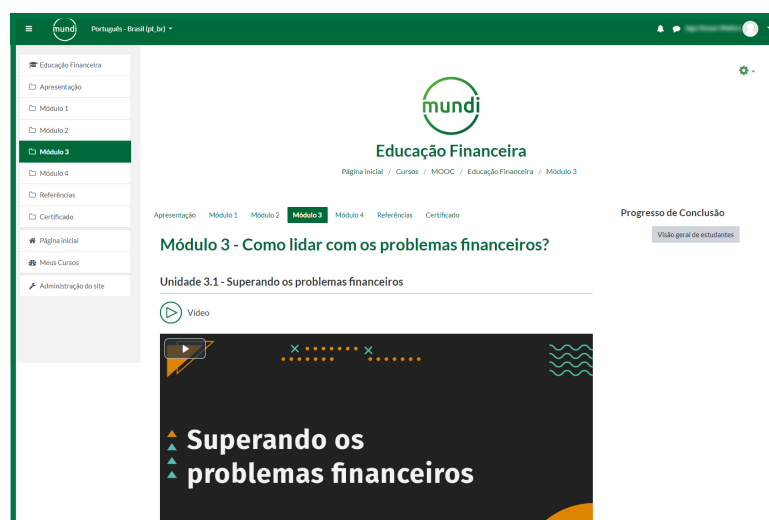 mundi
Português - Brasil (pt_br)
Educação Financeira
Apresentação
Módulo 1
Módulo 2
Módulo 3
Módulo 4
Referências
Certificado
Página inicial
Meus Cursos
Administração do site
mundi
Educação Financeira
Página inicial / Cursos / MOOC / Educação Financeira / Módulo 3
Apresentação Módulo 1 Módulo 2 Módulo 3 Módulo 4 Referências Certificado
Módulo 3 - Como lidar com os problemas financeiros?
Unidade 3.1 - Superando os problemas financeiros
Vídeo
Superando os
problemas financeiros
Progresso de Conclusão
Visão geral de estudantes